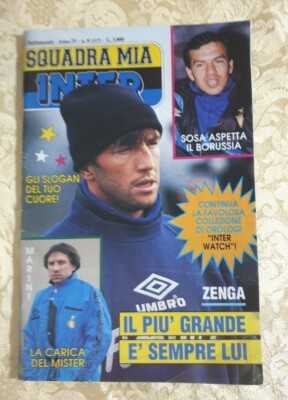 SQUADRA MIA
INTER
SOSA ASPETTA
IL BORUSSIA
GLI SLOGAN
DEL TUO
CUORE!
CONTINUA
LA FAVOLOSA
COLLEZIONE
DI OROLOGI
"INTER
WATCH"!
MARINI
LA CARICA
DEL MISTER
UMBRO
ZENGA
IL PIU' GRANDE
E' SEMPRE LUI